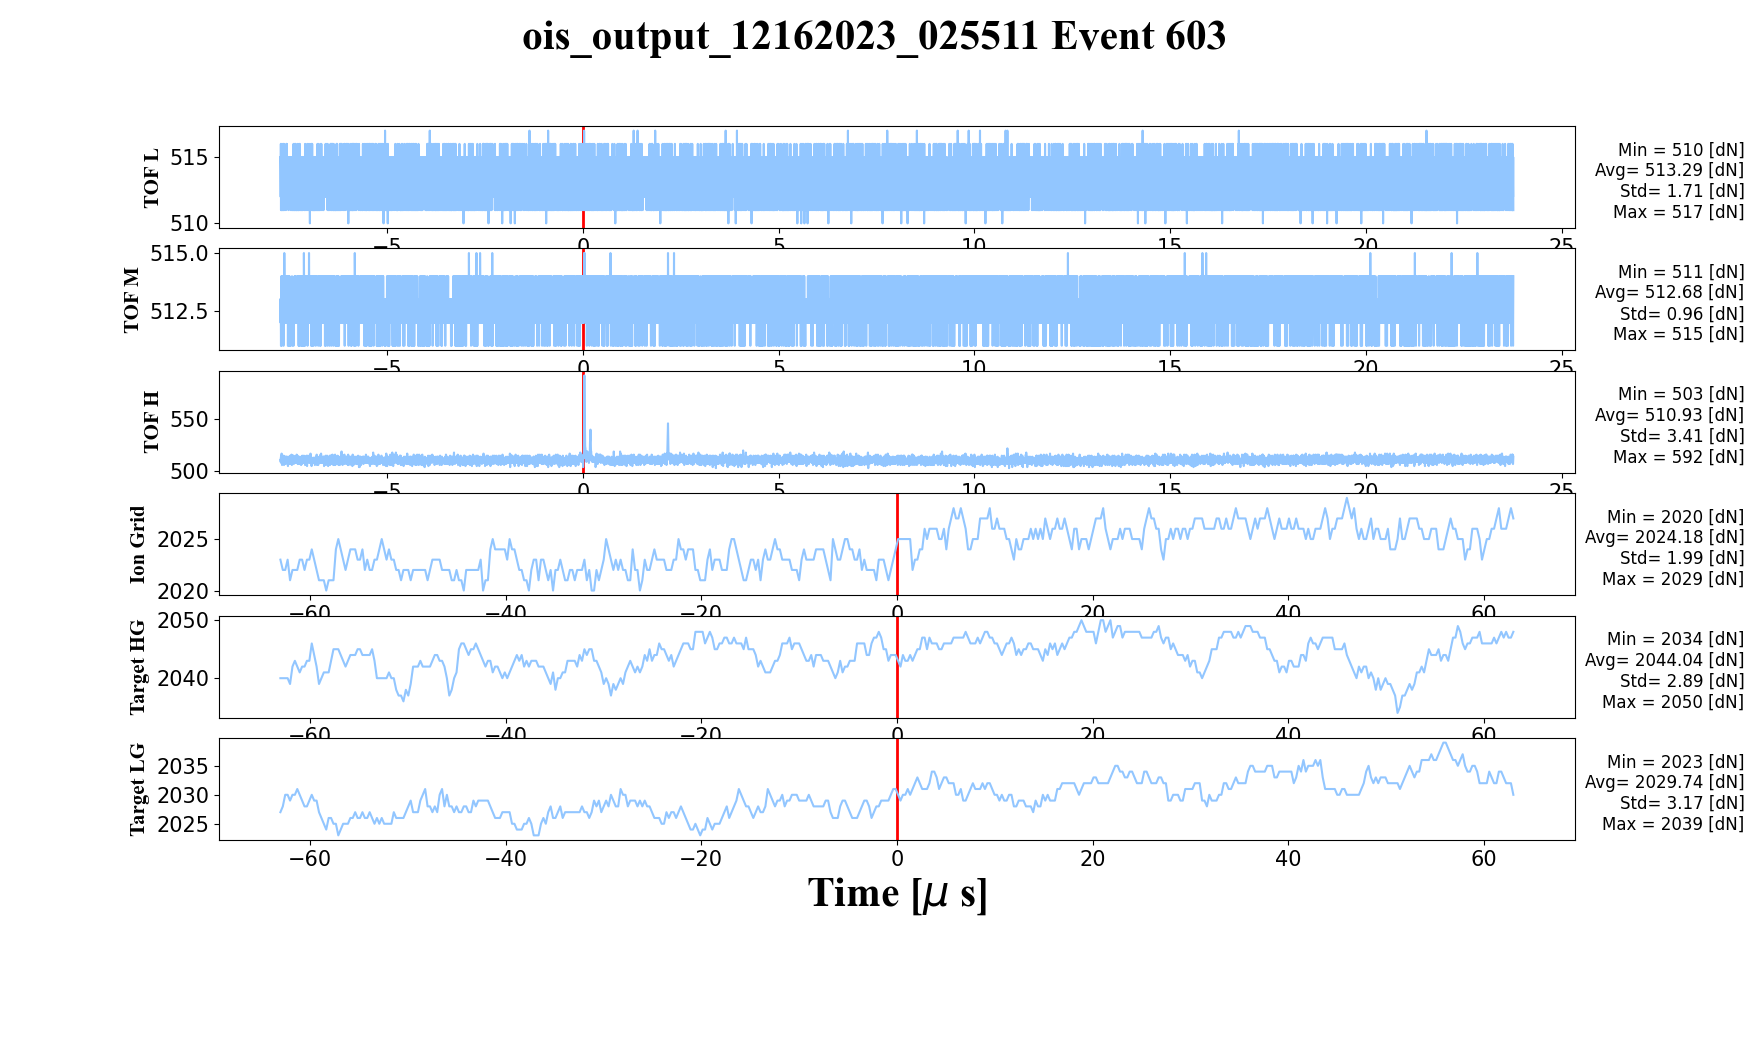 ois_output_12162023_025511 Event 603
TOF L
515
510
−5 0 5 10 15 20 25
Min = 510 [dN]
Avg= 513.29 [dN]
Std= 1.71 [dN]
Max = 517 [dN]
TOF M
515.0
512.5
−5 0 5 10 15 20 25
Min = 511 [dN]
Avg= 512.68 [dN]
Std= 0.96 [dN]
Max = 515 [dN]
TOF H
550
500
−5 0 5 10 15 20 25
Min = 503 [dN]
Avg= 510.93 [dN]
Std= 3.41 [dN]
Max = 592 [dN]
Ion Grid
2025
2020
−60 −40 −20 0 20 40 60
Min = 2020 [dN]
Avg= 2024.18 [dN]
Std= 1.99 [dN]
Max = 2029 [dN]
Target HG
2050
2040
−60 −40 −20 0 20 40 60
Min = 2034 [dN]
Avg= 2044.04 [dN]
Std= 2.89 [dN]
Max = 2050 [dN]
Target LG
2035
2030
2025
−60 −40 −20 0 20 40 60
Min = 2023 [dN]
Avg= 2029.74 [dN]
Std= 3.17 [dN]
Max = 2039 [dN]
Time [μ s]